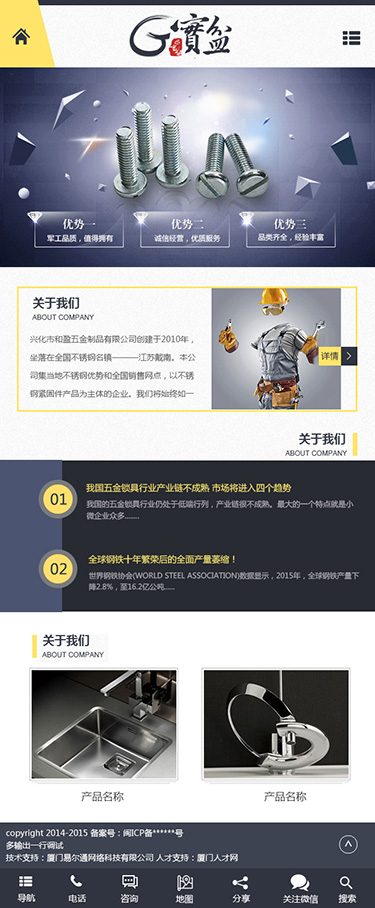 寶盆
优势一
优势二
优势三
军工品质，值得拥有
诚信经营，优质服务
品类齐全，经验丰富
关于我们
ABOUT COMPANY
兴化市和盈五金制品有限公司创建于2010年，
坐落在全国不锈钢名镇———江苏戴南。本公
司集当地不锈钢优势和全国销售网点，以不锈
钢紧固件产品为主体的企业。我们将始终如一
详情
关于我们
ABOUT COMPANY
01
我国五金锁具行业产业链不成熟 市场将进入四个趋势
我国的五金锁具行业仍处于低端行列，产业链很不成熟。最大的一个特点就是小
微企业众多.......
02
全球钢铁十年繁荣后的全面产量萎缩！
世界钢铁协会(WORLD STEEL ASSOCIATION)数据显示，2015年，全球钢铁产量下
降2.8%，至16.2亿公吨......
关于我们
ABOUT COMPANY
产品名称
产品名称
copyright 2014-2015 备案号：闽ICP备******号
多输出一行调试
技术支持：厦门易尔通网络科技有限公司 人才支持：厦门人才网
导航
电话
咨询
地图
分享
关注微信
搜索